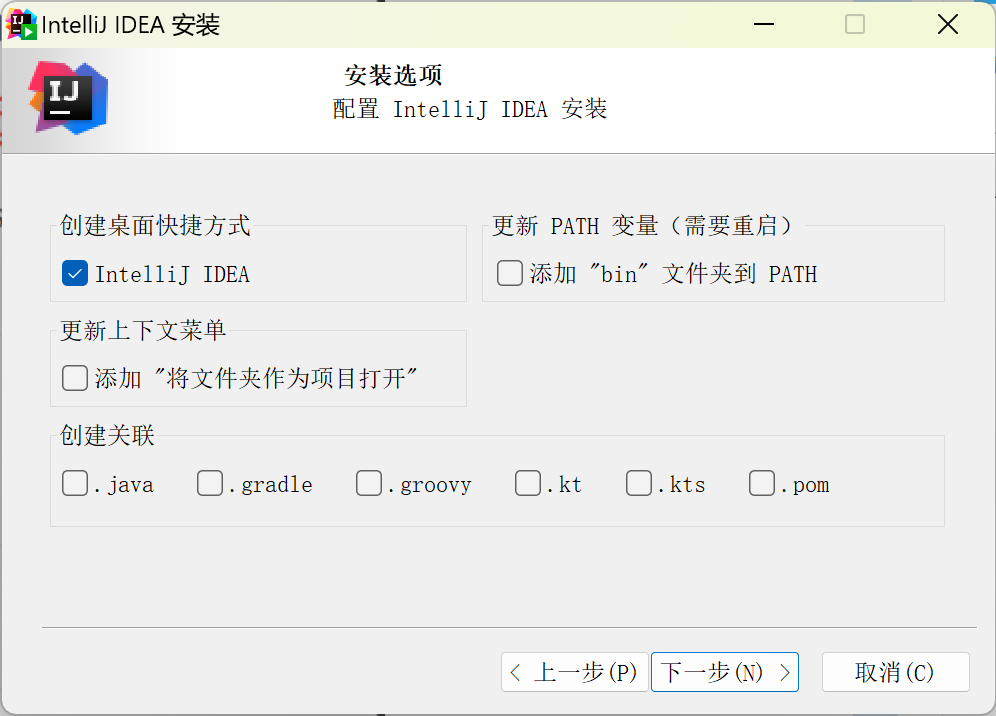 IntelliJ IDEA 安装
IJ
安装选项
配置 IntelliJ IDEA 安装
创建桌面快捷方式
IntelliJ IDEA
更新 PATH 变量（需要重启）
添加 "bin" 文件夹到 PATH
更新上下文菜单
添加 "将文件夹作为项目打开"
创建关联
.java .gradle .groovy .kt .kts .pom
上一步(P) 下一步(N) 取消(C)